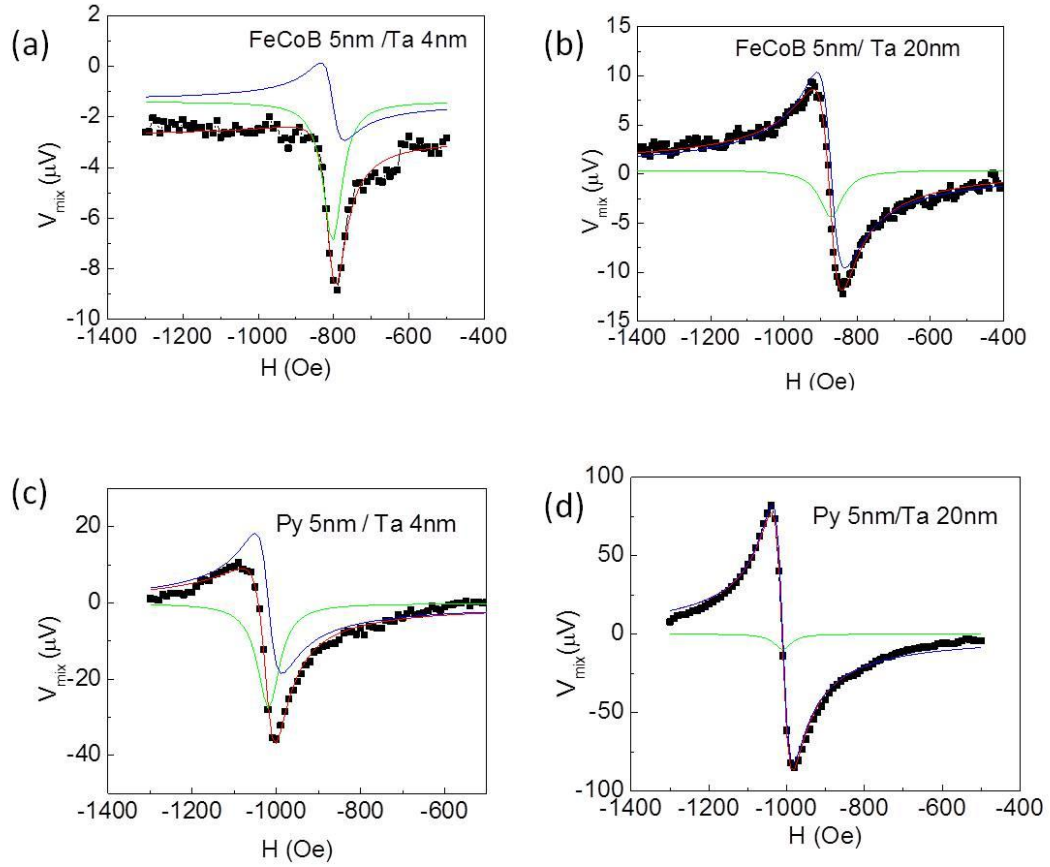 (a)
FeCoB 5nm /Ta 4nm
2
0
-2
-4
-6
-8
-10
V_mix (μV)
-1400 -1200 -1000 -800 -600 -400
H (Oe)
(b)
FeCoB 5nm/ Ta 20nm
15
10
5
0
-5
-10
-15
V_mix (μV)
-1400 -1200 -1000 -800 -600 -400
H (Oe)
(c)
Py 5nm / Ta 4nm
20
0
-20
-40
V_mix (μV)
-1400 -1200 -1000 -800 -600
H (Oe)
(d)
Py 5nm/Ta 20nm
100
50
0
-50
-100
V_mix (μV)
-1400 -1200 -1000 -800 -600 -400
H (Oe)